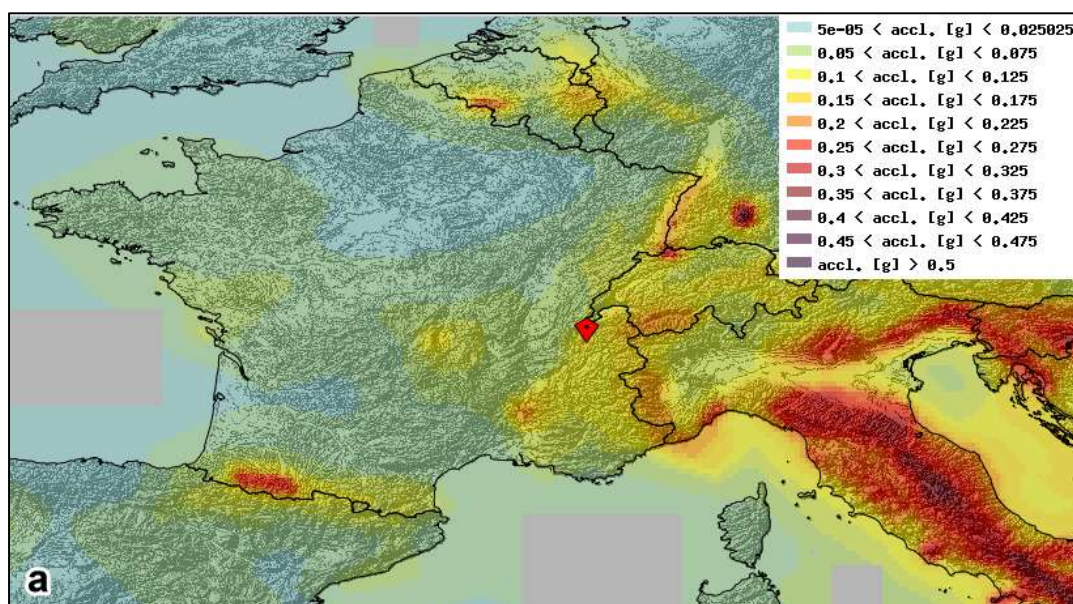 5e-05 < accl. [g] < 0.025025
0.05 < accl. [g] < 0.075
0.1 < accl. [g] < 0.125
0.15 < accl. [g] < 0.175
0.2 < accl. [g] < 0.225
0.25 < accl. [g] < 0.275
0.3 < accl. [g] < 0.325
0.35 < accl. [g] < 0.375
0.4 < accl. [g] < 0.425
0.45 < accl. [g] < 0.475
accl. [g] > 0.5
a